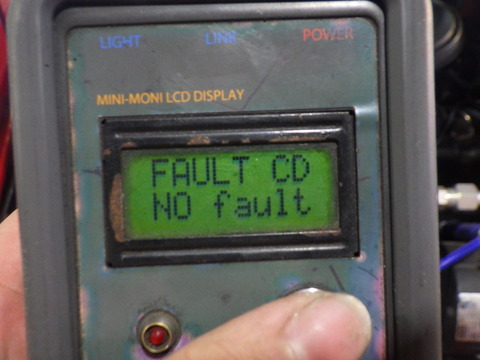 LIGHT LINK POWER
MINI-MONI LCD DISPLAY
FAULT CD
NO fault